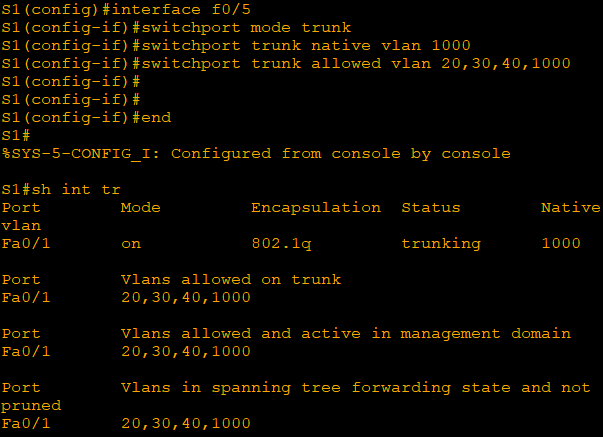 S1(config)#interface f0/5
S1(config-if)#switchport mode trunk
S1(config-if)#switchport trunk native vlan 1000
S1(config-if)#switchport trunk allowed vlan 20,30,40,1000
S1(config-if)#
S1(config-if)#
S1(config-if)#end
S1#
%SYS-5-CONFIG_I: Configured from console by console
S1#sh int tr
Port Mode Encapsulation Status Native
vlan
Fa0/1 on 802.1q trunking 1000
Port Vlans allowed on trunk
Fa0/1 20,30,40,1000
Port Vlans allowed and active in management domain
Fa0/1 20,30,40,1000
Port Vlans in spanning tree forwarding state and not
pruned
Fa0/1 20,30,40,1000